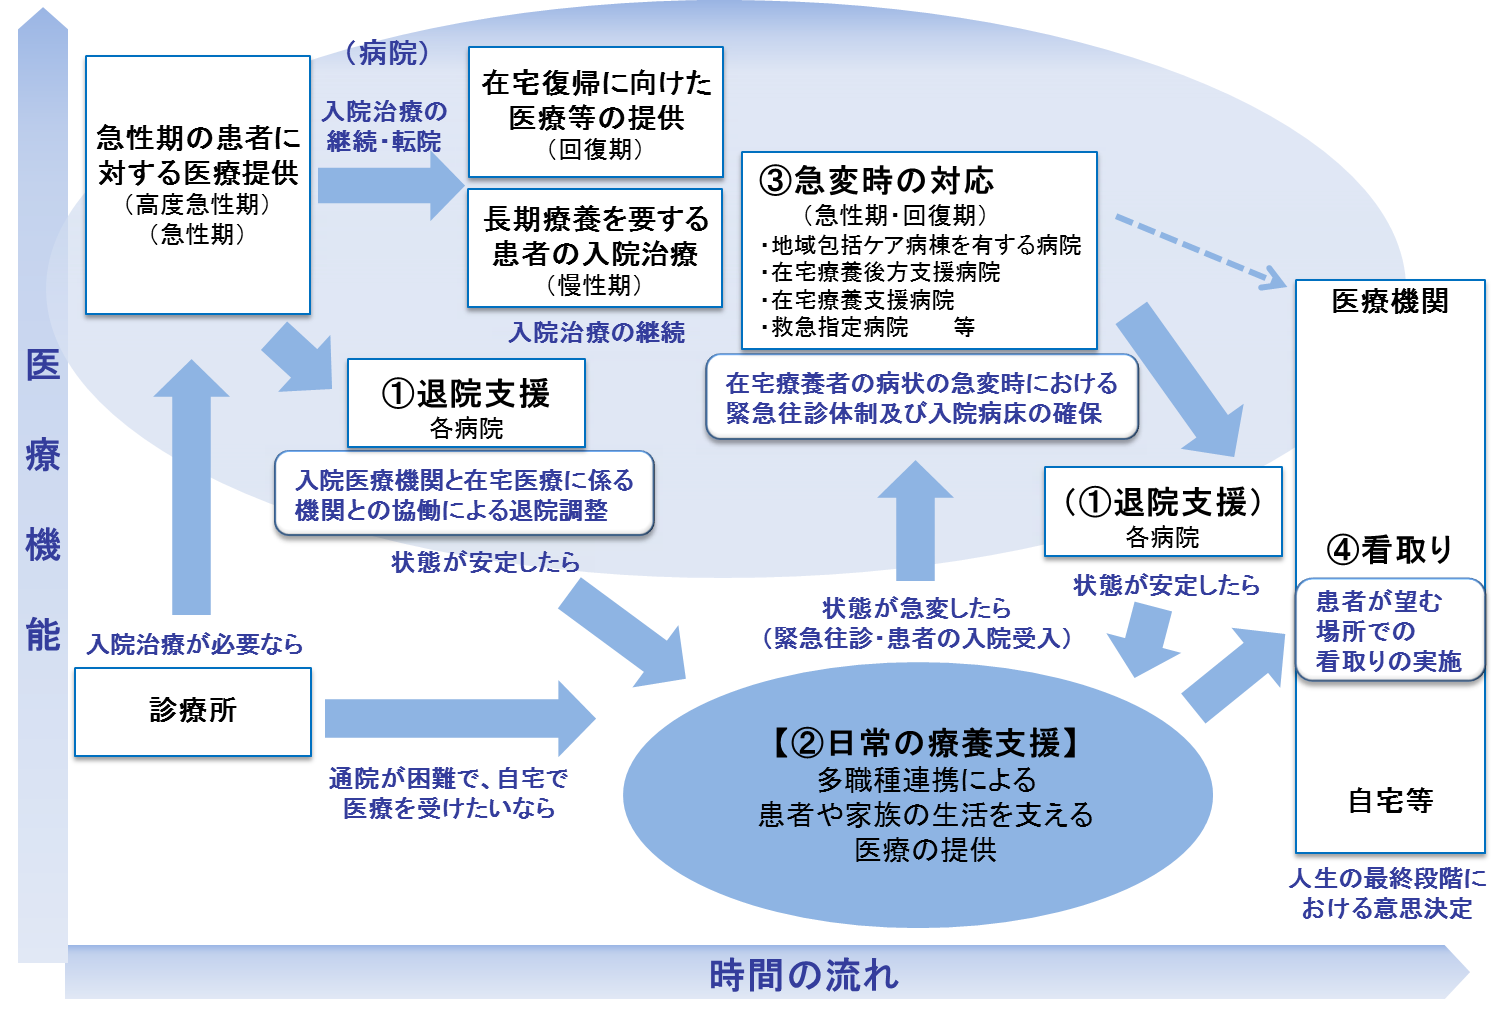 医療機能
(病院)
急性期の患者に
対する医療提供
(高度急性期)
(急性期)
入院治療の
継続・転院
在宅復帰に向けた
医療等の提供
(回復期)
長期療養を要する
患者の入院治療
(慢性期)
入院治療の継続
③急変時の対応
(急性期・回復期)
・地域包括ケア病棟を有する病院
・在宅療養後方支援病院
・在宅療養支援病院
・救急指定病院　等
在宅療養者の病状の急変時における
緊急往診体制及び入院病床の確保
①退院支援
各病院
入院医療機関と在宅医療に係る
機関との協働による退院調整
状態が安定したら
状態が急変したら
(緊急往診・患者の入院受入)
(①退院支援)
各病院
状態が安定したら
入院治療が必要なら
診療所
通院が困難で、自宅で
医療を受けたいなら
【②日常の療養支援】
多職種連携による
患者や家族の生活を支える
医療の提供
医療機関
④看取り
患者が望む
場所での
看取りの実施
自宅等
人生の最終段階に
おける意思決定
時間の流れ